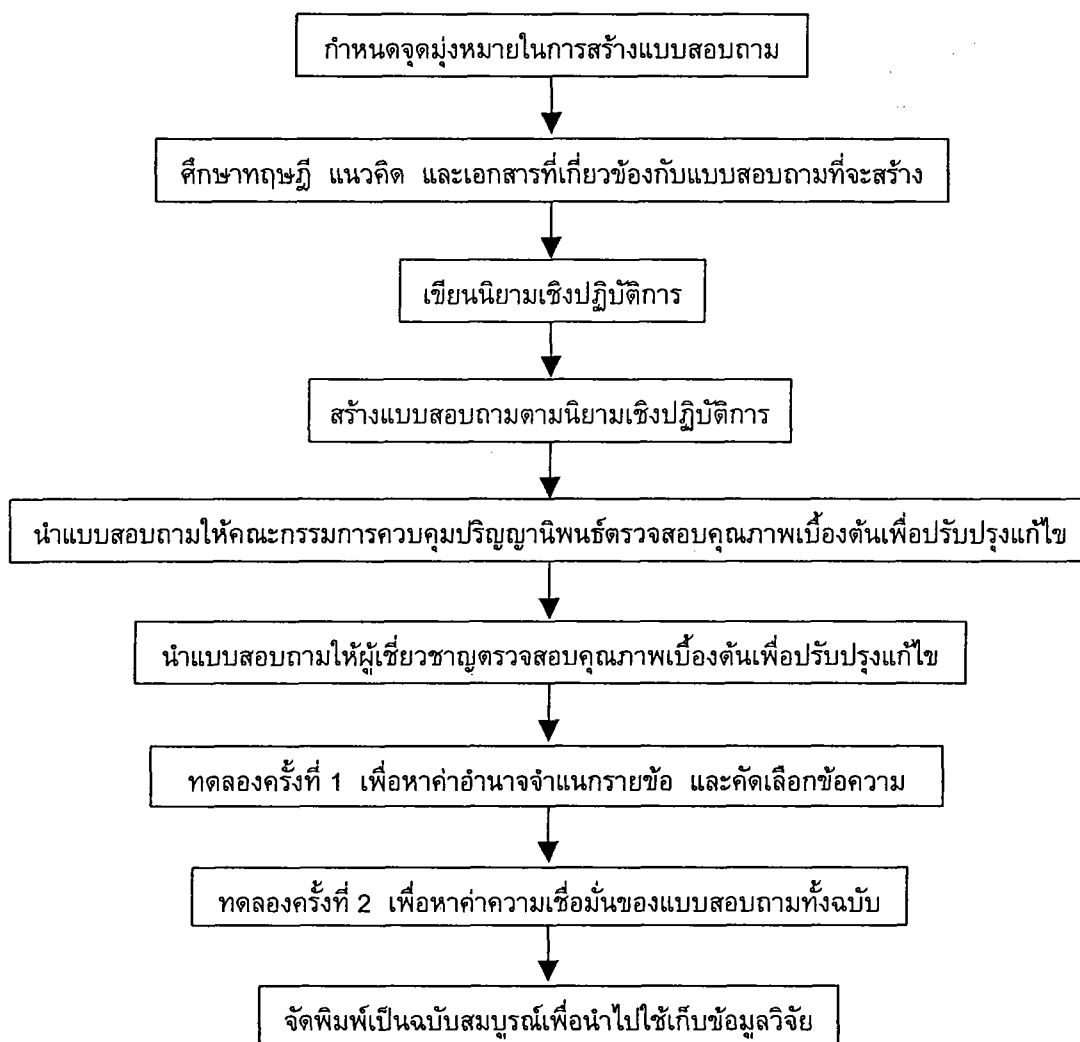 กำหนดจุดมุ่งหมายในการสร้างแบบสอบถาม
ศึกษาทฤษฎี แนวคิด และเอกสารที่เกี่ยวข้องกับแบบสอบถามที่จะสร้าง
เขียนนิยามเชิงปฏิบัติการ
สร้างแบบสอบถามตามนิยามเชิงปฏิบัติการ
นำแบบสอบถามให้คณะกรรมการควบคุมปริญญานิพนธ์ตรวจสอบคุณภาพเบื้องต้นเพื่อปรับปรุงแก้ไข
นำแบบสอบถามให้ผู้เชี่ยวชาญตรวจสอบคุณภาพเบื้องต้นเพื่อปรับปรุงแก้ไข
ทดลองครั้งที่ 1 เพื่อหาค่าอำนาจจำแนกรายข้อ และคัดเลือกข้อความ
ทดลองครั้งที่ 2 เพื่อหาค่าความเชื่อมั่นของแบบสอบถามทั้งฉบับ
จัดพิมพ์เป็นฉบับสมบูรณ์เพื่อนำไปใช้เก็บข้อมูลวิจัย